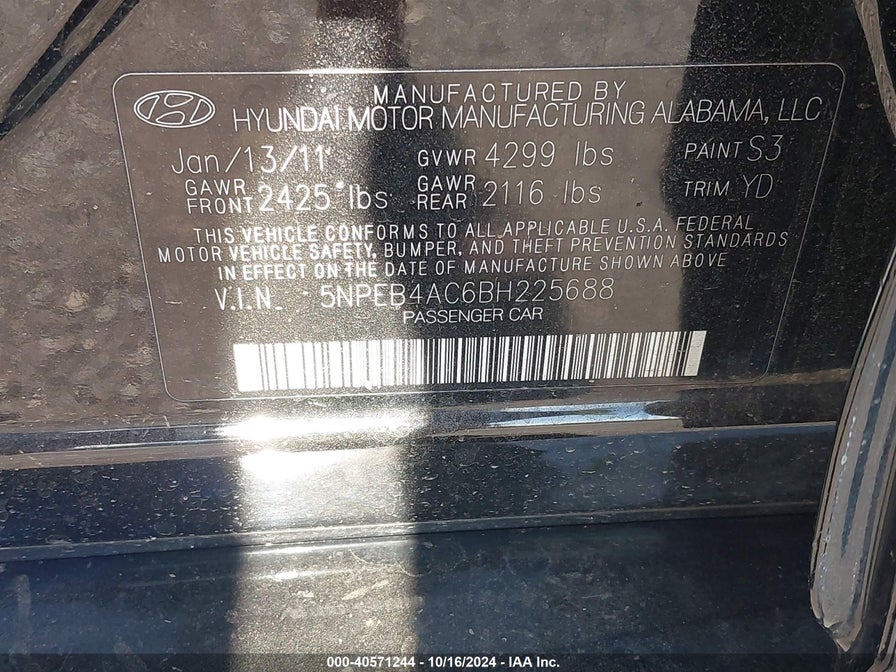 MANUFACTURED BY
HYUNDAI MOTOR MANUFACTURING ALABAMA, LLC
Jan/13/11 GVWR 4299 lbs PAINT S3
GAWR FRONT 2425 lbs GAWR REAR 2116 lbs TRIM YD
THIS VEHICLE CONFORMS TO ALL APPLICABLE U.S.A. FEDERAL
MOTOR VEHICLE SAFETY, BUMPER, AND THEFT PREVENTION STANDARDS
IN EFFECT ON THE DATE OF MANUFACTURE SHOWN ABOVE
V.I.N. 5NPEB4AC6BH225688
PASSENGER CAR
000-40571244 - 10/16/2024 - IAA Inc.